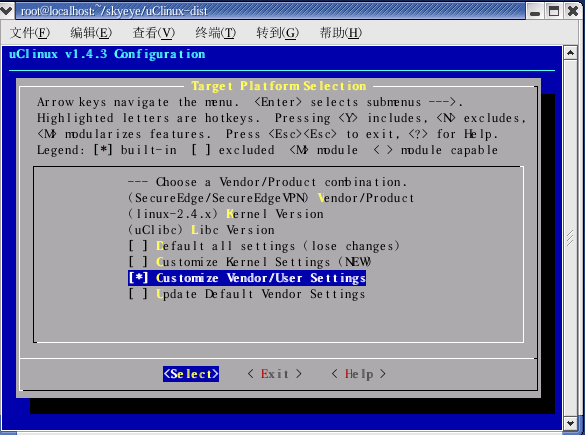 root@localhost:~/skyeye/uClinux-dist
文件(F) 编辑(E) 查看(V) 终端(T) 转到(G) 帮助(H)
uClinux v1.4.3 Configuration
Target Platform Selection
Arrow keys navigate the menu. <Enter> selects submenus --->.
Highlighted letters are hotkeys. Pressing <Y> includes, <N> excludes,
<M> modularizes features. Press <Esc><Esc> to exit, <?> for Help.
Legend: [*] built-in [ ] excluded <M> module < > module capable
--- Choose a Vendor/Product combination.
(SecureEdge/SecureEdgeVPN) Vendor/Product
(linux-2.4.x) Kernel Version
(uClibc) Libc Version
[ ] Default all settings (lose changes)
[ ] Customize Kernel Settings (NEW)
[*] Customize Vendor/User Settings
[ ] Update Default Vendor Settings
<Select> < Exit > < Help >